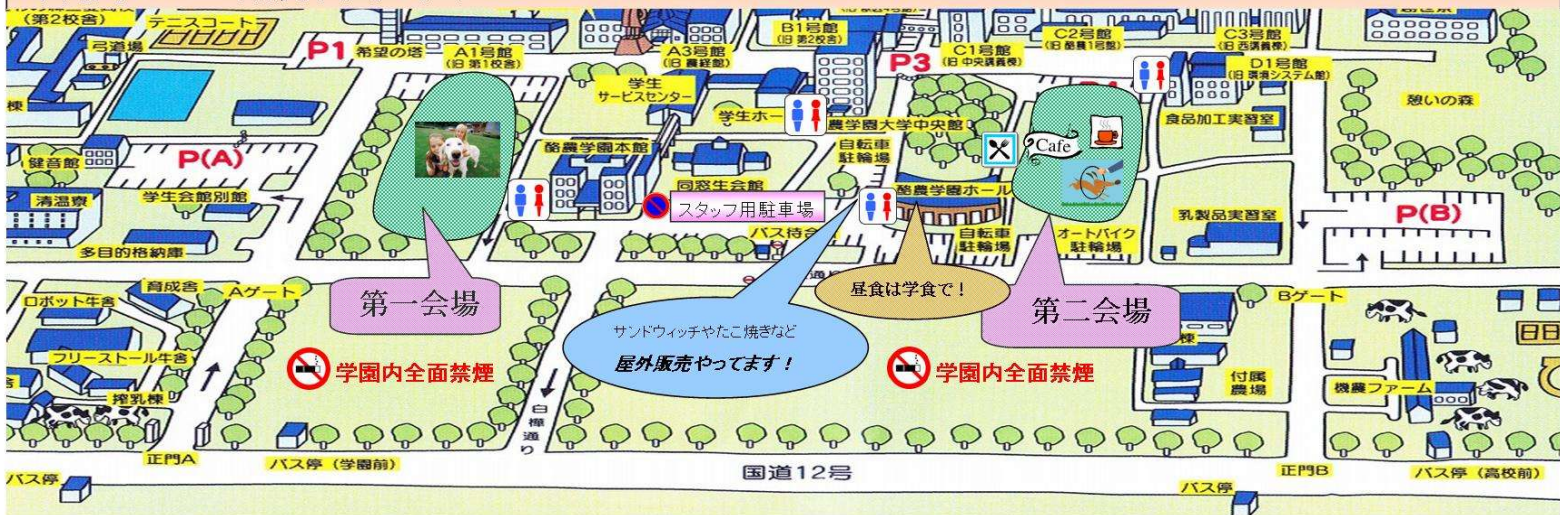 (第2校舎)
テニスコート
弓道場
P1
希望の塔
A1号館
(旧 第1校舎)
A3号館
(旧 農経館)
B1号館
(旧 第2校舎)
P3
C1号館
(旧 中央講義棟)
C2号館
(旧 酪農1号館)
C3号館
(旧 西講義棟)
D1号館
(旧 環境システム館)
学生
サービスセンター
学生ホー
農学園大学中央館
Cafe
食品加工実習室
憩いの森
棟
健音館
P(A)
酪農学園本館
自転車
駐輪場
清温寮
学生会館別館
同窓生会館
スタッフ用駐車場
酪農学園ホール
乳製品実習室
P(B)
多目的格納庫
バス待合
自転車
駐輪場
オートバイク
駐輪場
ロボット牛舎
育成舎
Aゲート
第一会場
昼食は学食で!
第二会場
Bゲート
サンドウィッチやたこ焼きなど
屋外販売やってます!
フリーストール牛舎
学園内全面禁煙
学園内全面禁煙
棟
付属
農場
機農ファーム
搾乳棟
白樺通り
正門A
バス停 (学園前)
国道12号
正門B
バス停 (高校前)
バス停
バス停